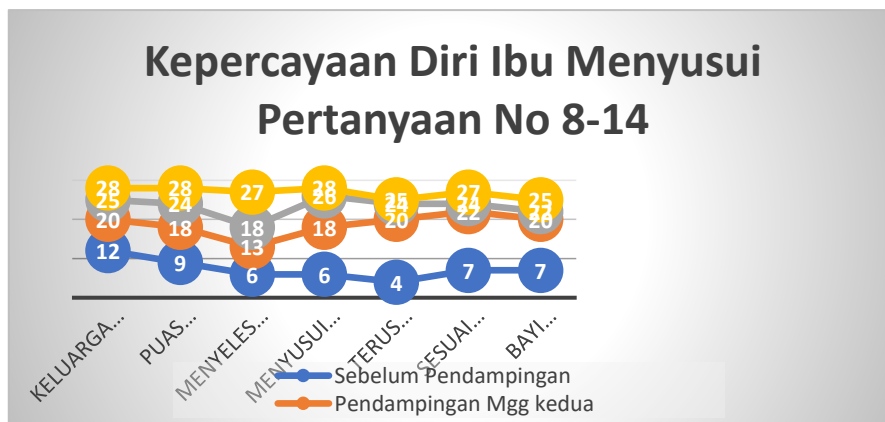 Kepercayaan Diri Ibu Menyusui
Pertanyaan No 8-14
28 28 27 28 25 27 25
25 24 18 26 24 24
20 18 13 18 20 22 20
12 9 6 6 4 7 7
KELUARGA...
PUAS...
MENYELES...
MENYUSUI...
TERUS...
SESUAI...
BAYI...
Sebelum Pendampingan
Pendampingan Mgg kedua